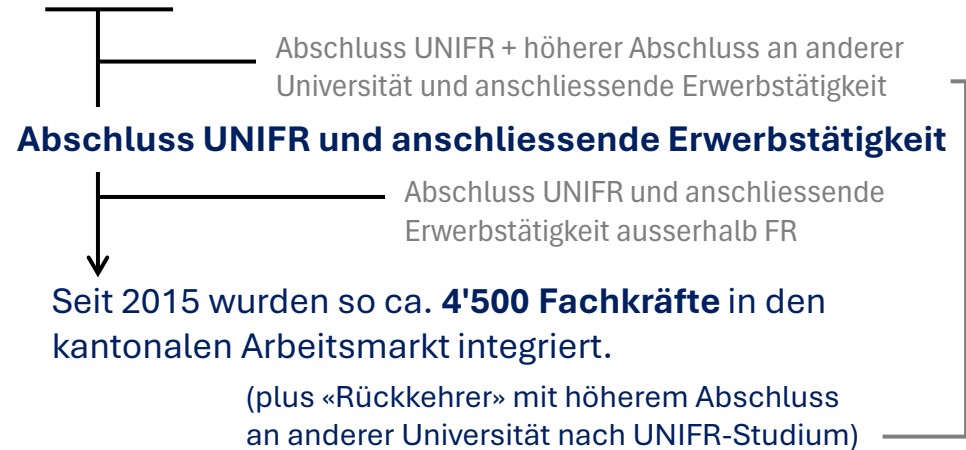 Abschluss UNIFR + höherer Abschluss an anderer
Universität und anschliessende Erwerbstätigkeit
Abschluss UNIFR und anschliessende Erwerbstätigkeit
Abschluss UNIFR und anschliessende
Erwerbstätigkeit ausserhalb FR
Seit 2015 wurden so ca. 4'500 Fachkräfte in den
kantonalen Arbeitsmarkt integriert.
(plus «Rückkehrer» mit höherem Abschluss
an anderer Universität nach UNIFR-Studium)